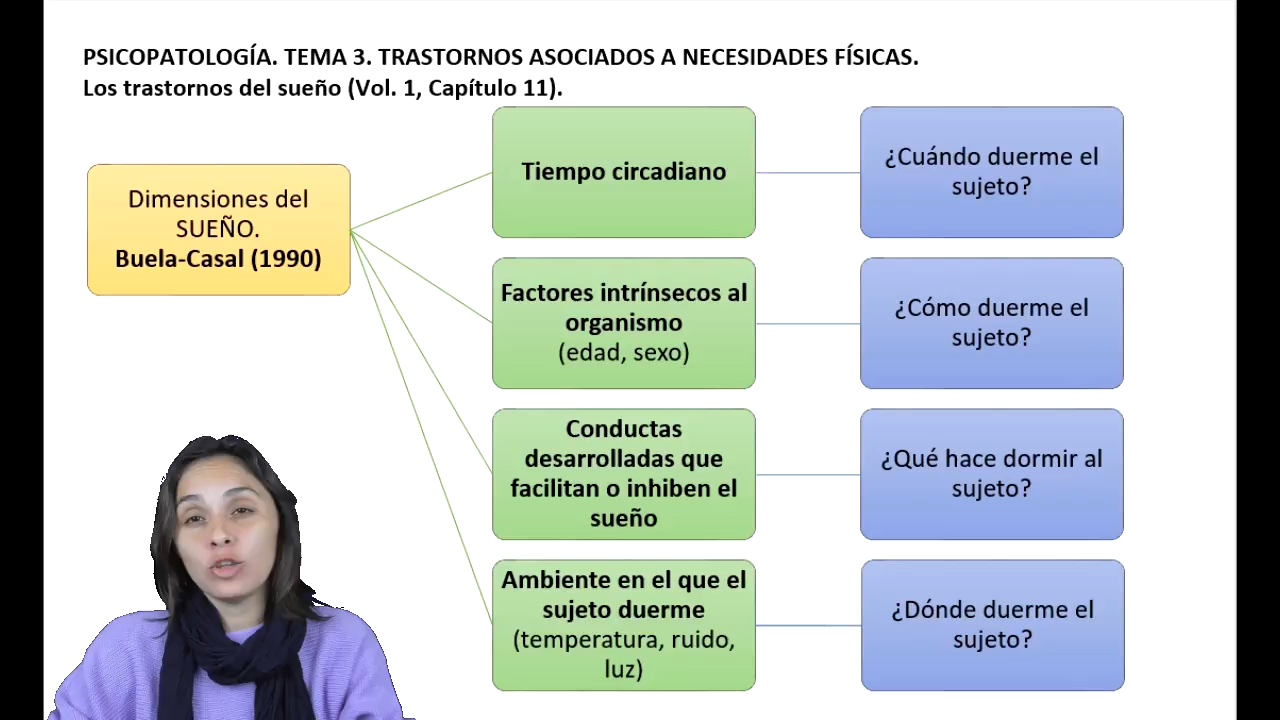 PSICOPATOLOGÍA. TEMA 3. TRASTORNOS ASOCIADOS A NECESIDADES FÍSICAS.
Los trastornos del sueño (Vol. 1, Capítulo 11).
Dimensiones del
SUEÑO.
Buela-Casal (1990)
Tiempo circadiano
¿Cuándo duerme el
sujeto?
Factores intrínsecos al
organismo
(edad, sexo)
¿Cómo duerme el
sujeto?
Conductas
desarrolladas que
facilitan o inhiben el
sueño
¿Qué hace dormir al
sujeto?
Ambiente en el que el
sujeto duerme
(temperatura, ruido,
luz)
¿Dónde duerme el
sujeto?